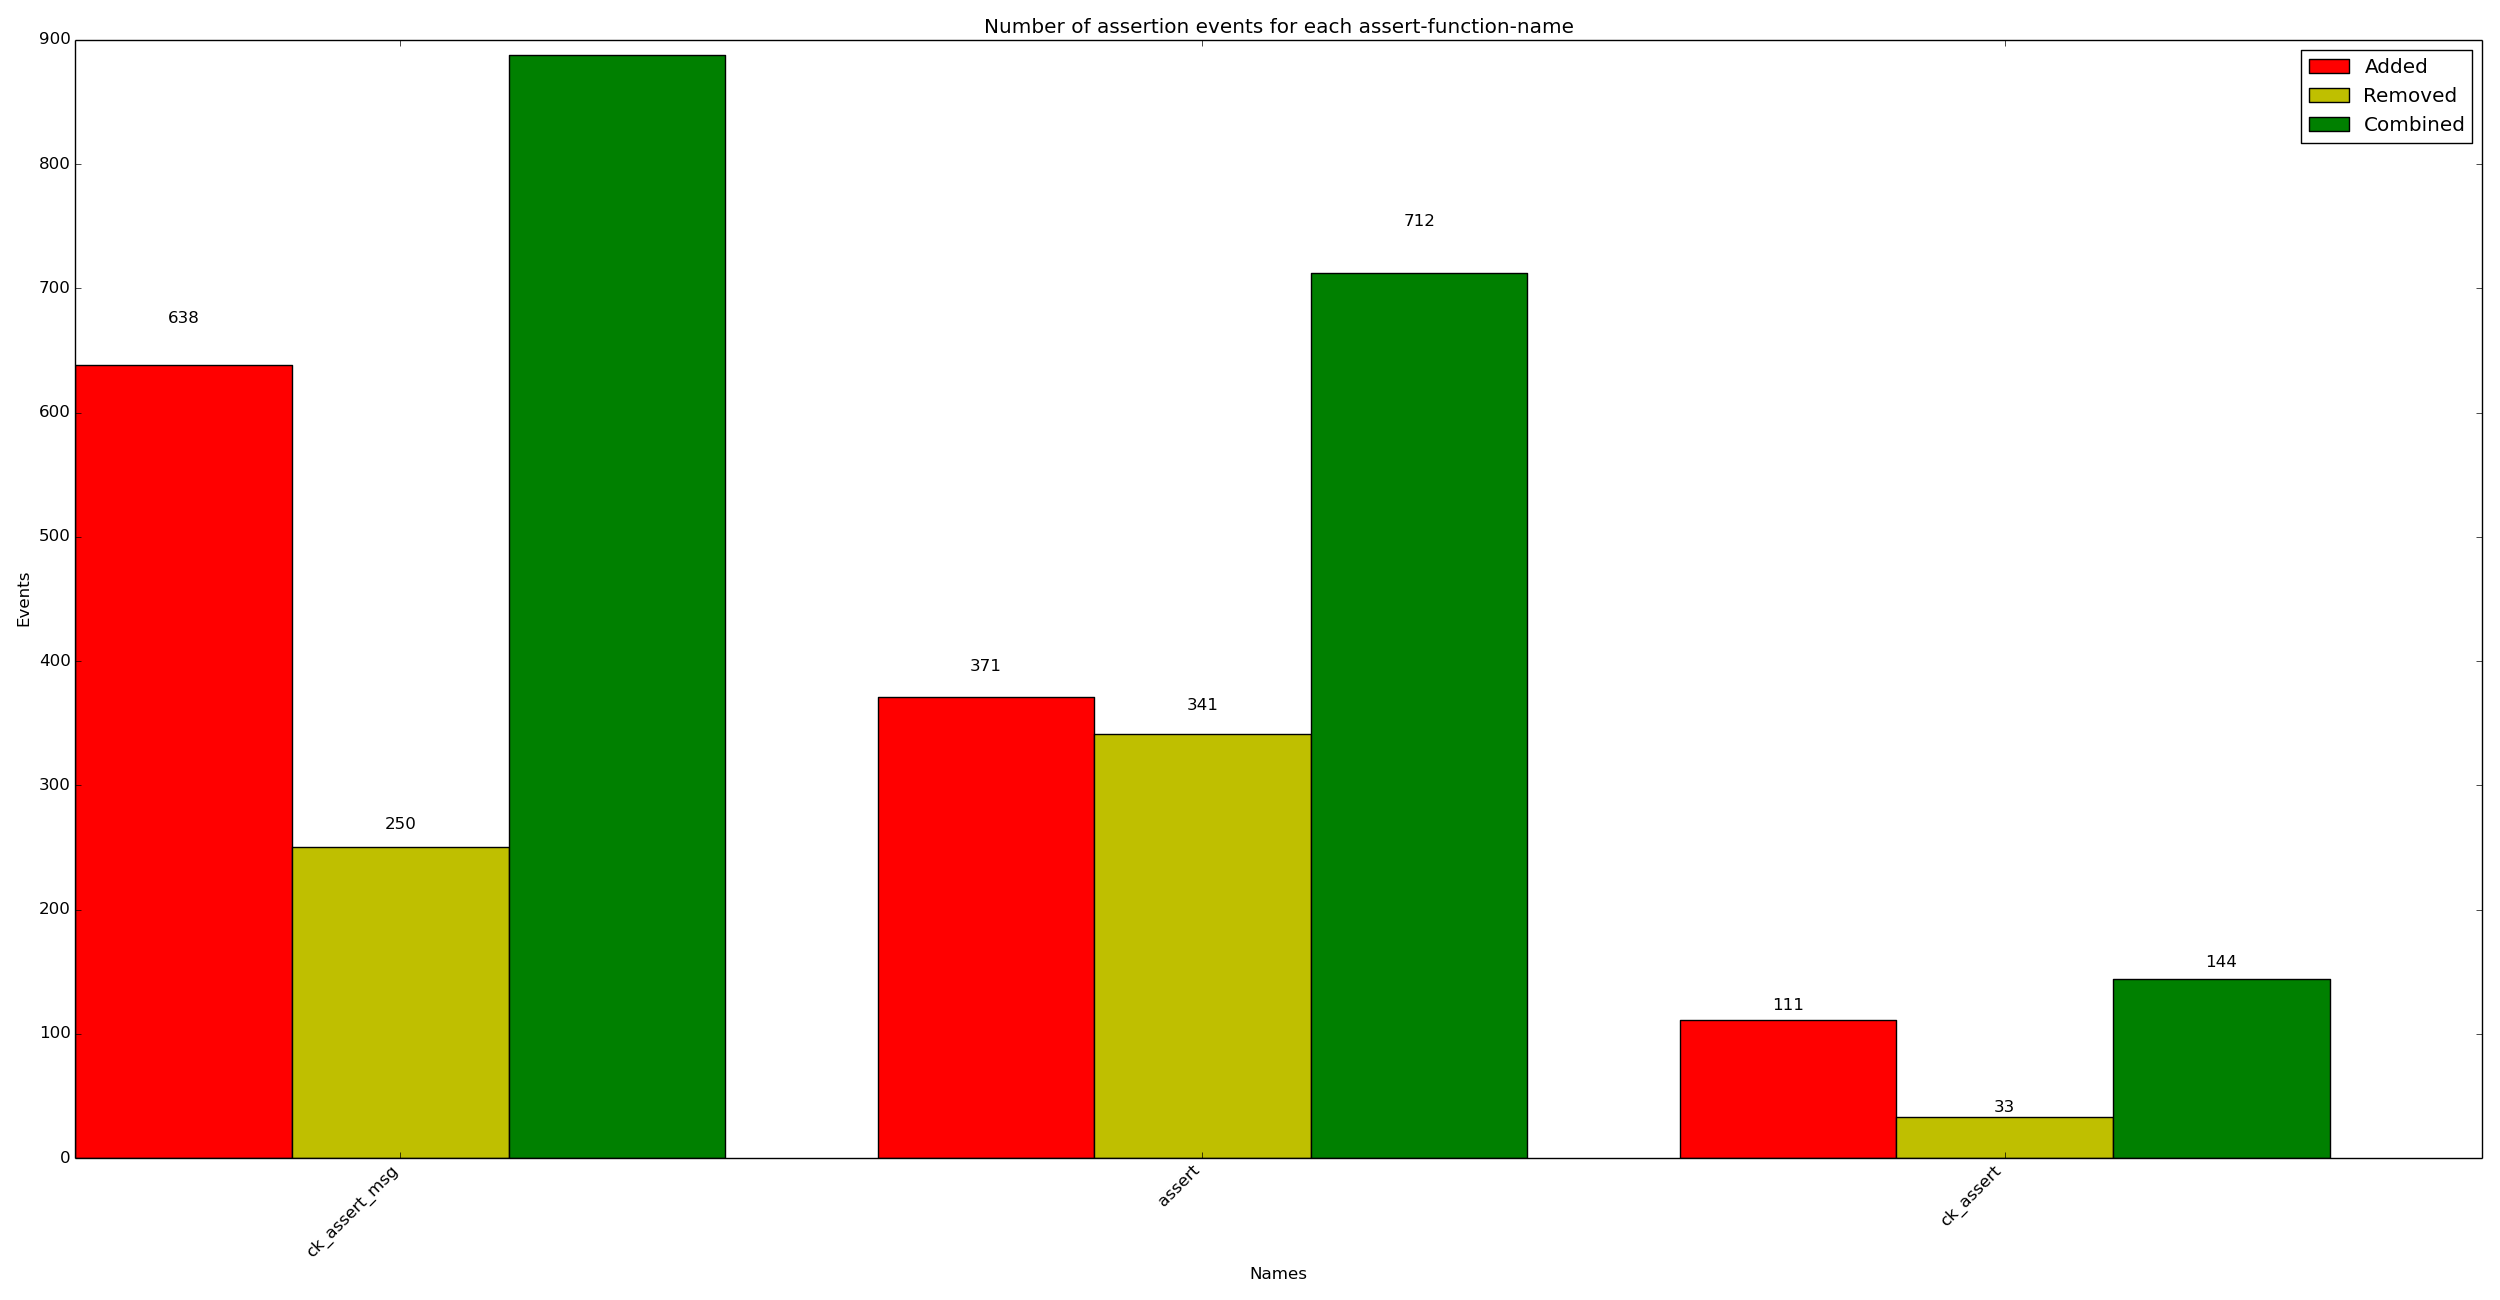 Number of assertion events for each assert-function-name
Added
Removed
Combined
900
800
700
600
500
400
300
200
100
0
Events
638
250
371
341
712
111
33
144
ck_assert_msg
assert
ck_assert
Names